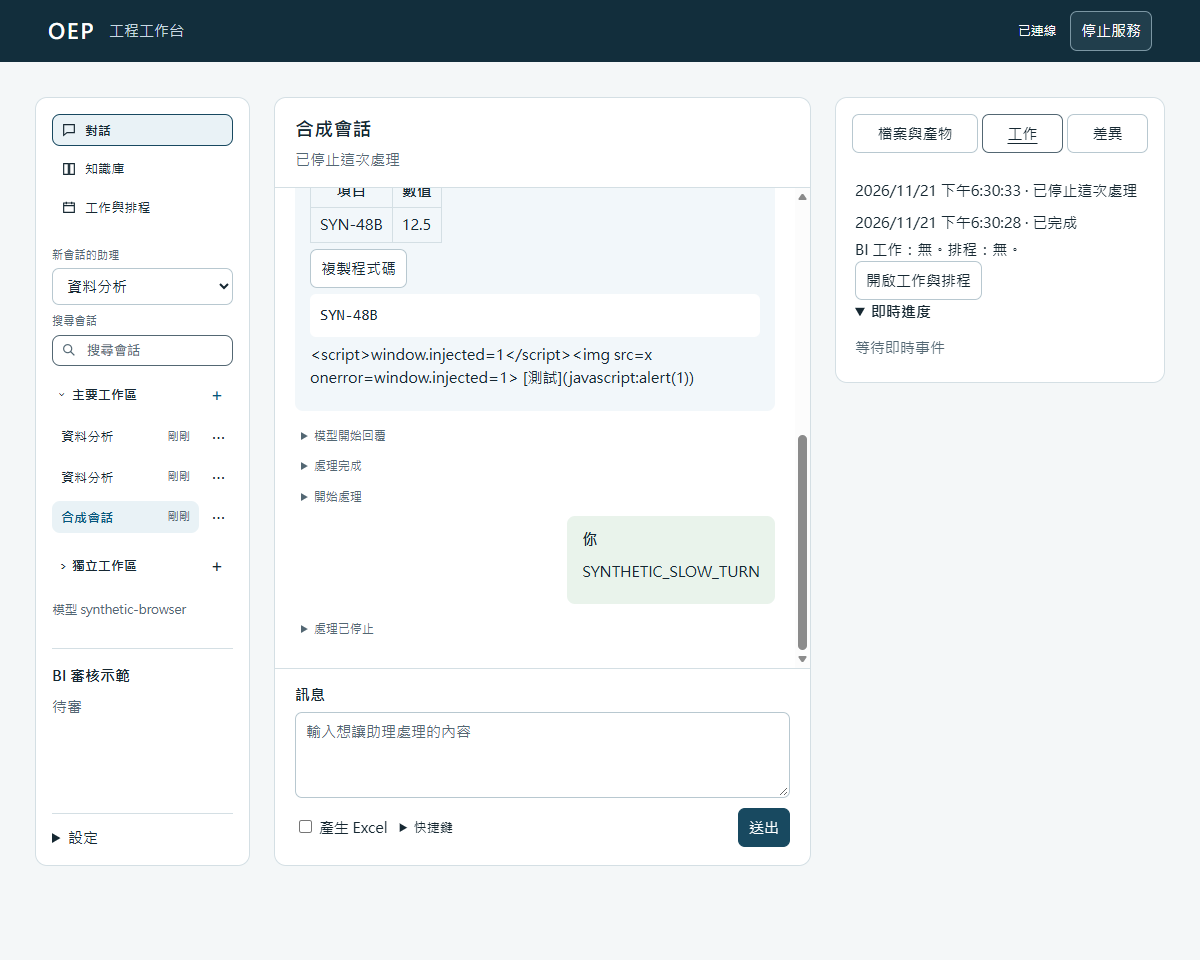 OEP 工程工作台
已連線 停止服務
對話
知識庫
工作與排程
新會話的助理
資料分析
搜尋會話
搜尋會話
主要工作區 +
資料分析 剛剛 ...
資料分析 剛剛 ...
合成會話 剛剛 ...
獨立工作區 +
模型 synthetic-browser
BI 審核示範
待審
設定
合成會話
已停止這次處理
項目 數值
SYN-48B 12.5
複製程式碼
SYN-48B
<script>window.injected=1</script><img src=x
onerror=window.injected=1> [測試](javascript:alert(1))
模型開始回覆
處理完成
開始處理
你
SYNTHETIC_SLOW_TURN
處理已停止
訊息
輸入想讓助理處理的內容
產生 Excel 快捷鍵
送出
檔案與產物 工作 差異
2026/11/21 下午6:30:33 · 已停止這次處理
2026/11/21 下午6:30:28 · 已完成
BI 工作：無。排程：無。
開啟工作與排程
即時進度
等待即時事件